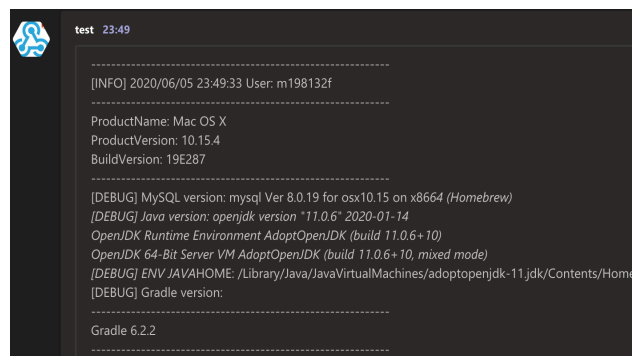 test 23:49
------------------------------------------------------------
[INFO] 2020/06/05 23:49:33 User: m198132f
------------------------------------------------------------
ProductName: Mac OS X
ProductVersion: 10.15.4
BuildVersion: 19E287
------------------------------------------------------------
[DEBUG] MySQL version: mysql Ver 8.0.19 for osx10.15 on x8664 (Homebrew)
[DEBUG] Java version: openjdk version "11.0.6" 2020-01-14
OpenJDK Runtime Environment AdoptOpenJDK (build 11.0.6+10)
OpenJDK 64-Bit Server VM AdoptOpenJDK (build 11.0.6+10, mixed mode)
[DEBUG] ENV JAVAHOME: /Library/Java/JavaVirtualMachines/adoptopenjdk-11.jdk/Contents/Home
[DEBUG] Gradle version:
------------------------------------------------------------
Gradle 6.2.2
------------------------------------------------------------